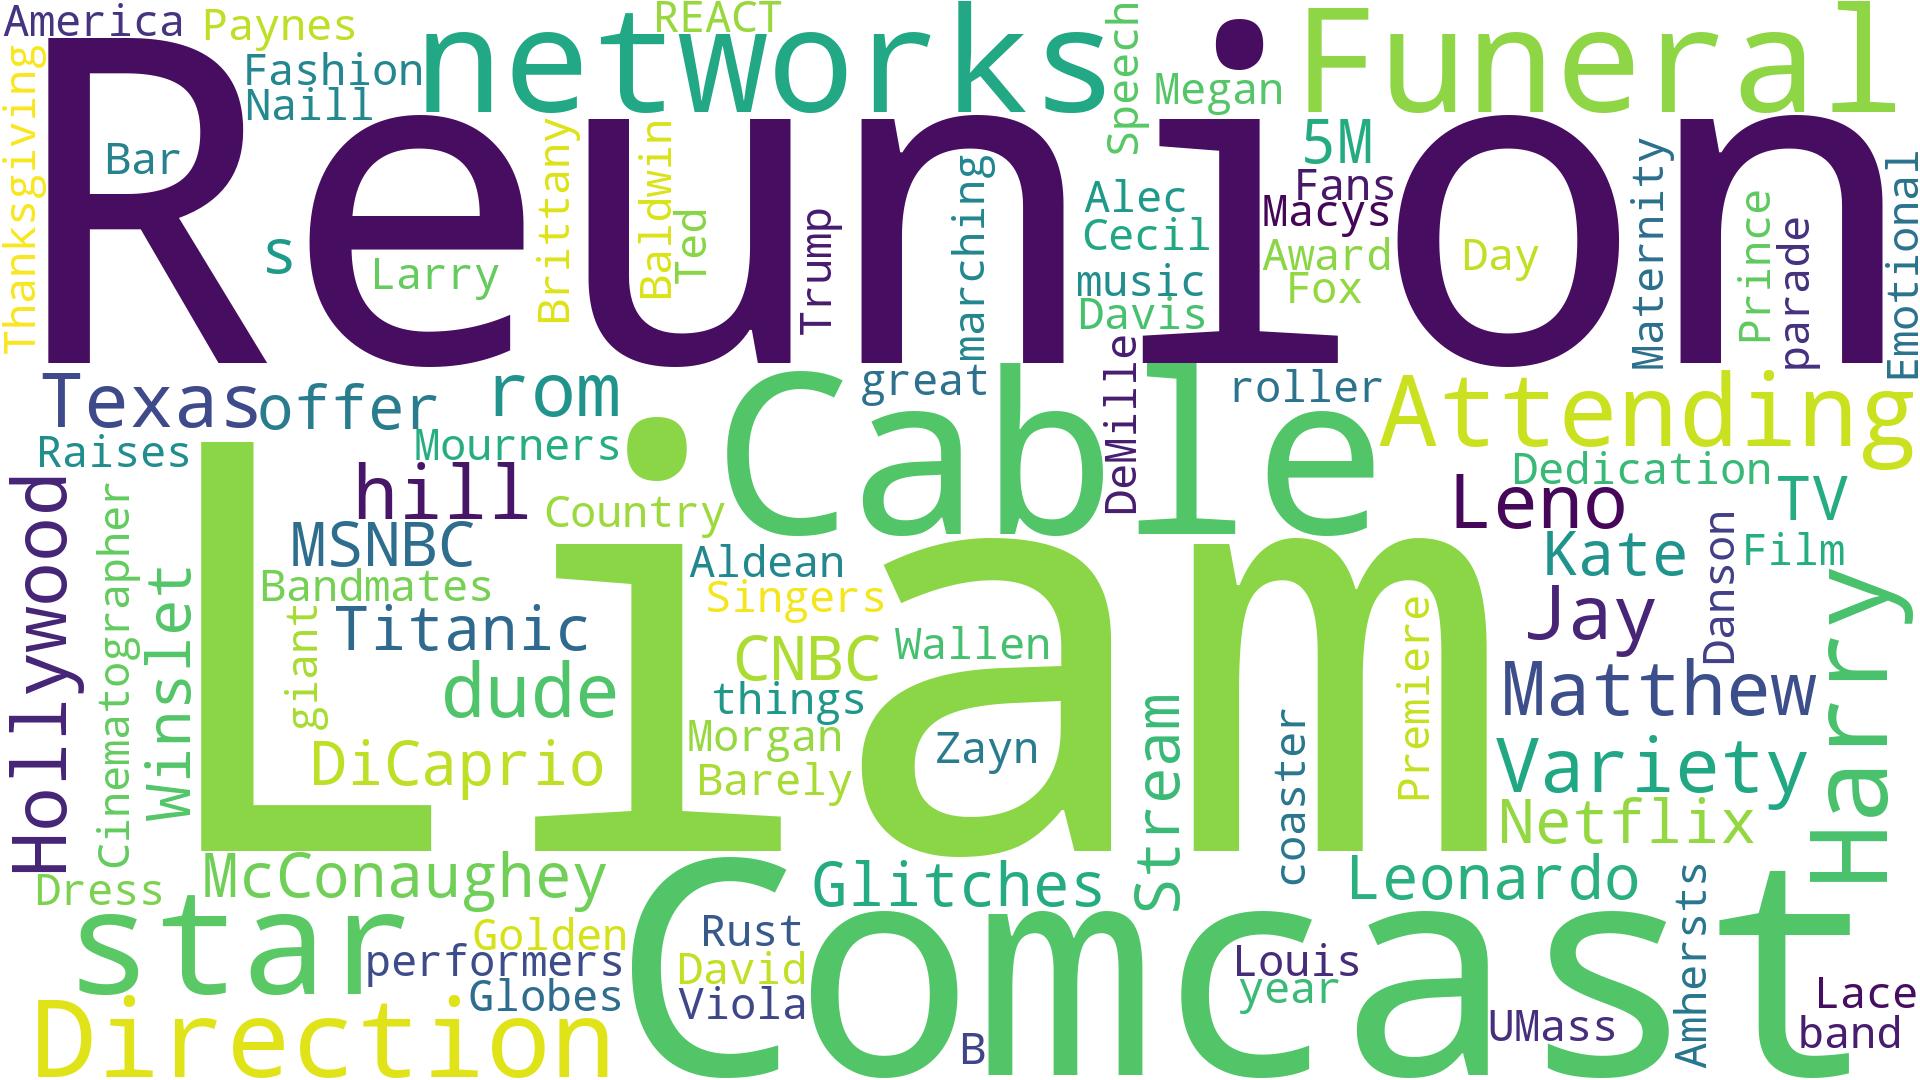 America
Paynes
REACT
Thanksgiving
Fashion
Naill
networks
Speech
Megan
Funeral
Reunion
Bar
s
Larry
Brittany
Baldwin
Ted
Trump
marching
Alec
Cecil
music
Davis
5M
Fans
Macys
Award
Fox
Day
Maternity
Prince
parade
Emotional
Texas
offer
rom
Cable
great
DeMille
roller
Attending
Raises
Mourners
Hollywood
hill
Country
Dedication
Leno
TV
Cinematographer
Winslet
MSNBC
Bandmates
Titanic
giant
dude
DiCaprio
Liam
Aldean
Singers
CNBC
Wallen
things
Morgan
Barely
Zayn
Stream
coaster
Premiere
Kate
Danson
Film
Jay
Matthew
Variety
Netflix
Harry
McConaughey
Dress
Glitches
Leonardo
star
Golden
performers
Globes
Rust
David
Viola
Comcast
Louis
year
Amhersts
UMass
Lace
band
Direction
B